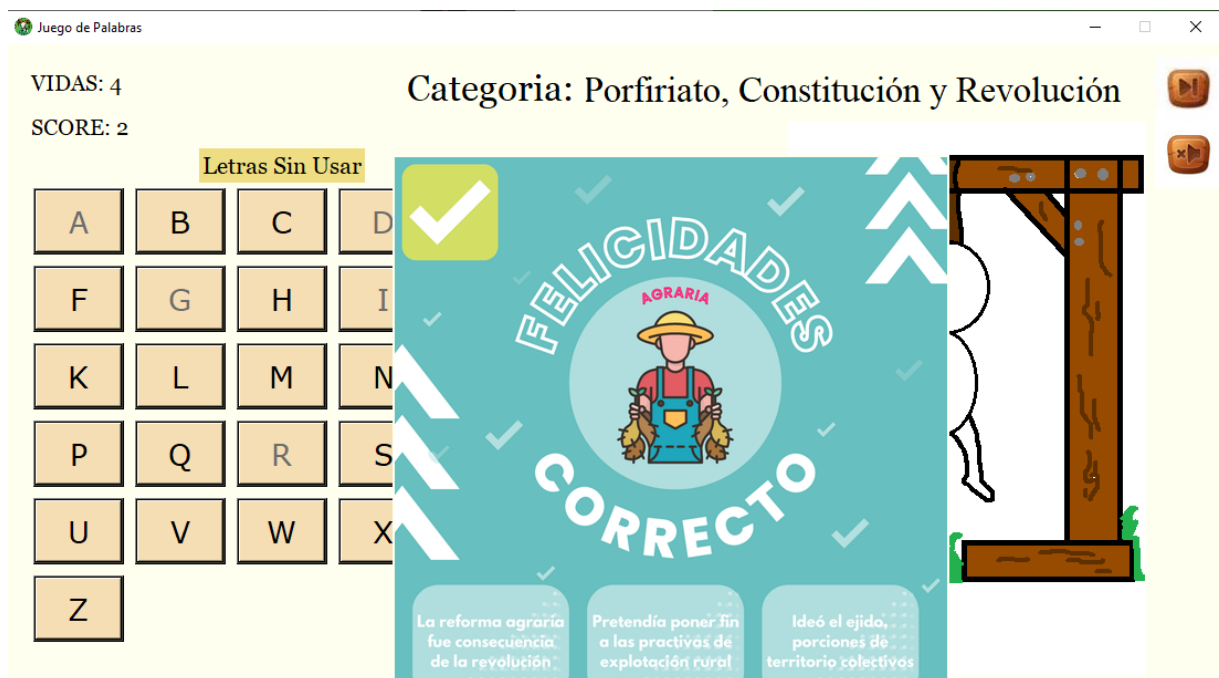 Juego de Palabras
VIDAS: 4
Categoria: Porfiriato, Constitución y Revolución
SCORE: 2
Letras Sin Usar
A B C D
F G H I
K L M N
P Q R S
U V W X
Z
FELICIDADES
AGRARIA
CORRECTO
La reforma agraria
fue consecuencia
de la revolución
Pretendía poner fin
a las practivas de
explotación rural
Ideó el ejido,
porciones de
territorio colectivos